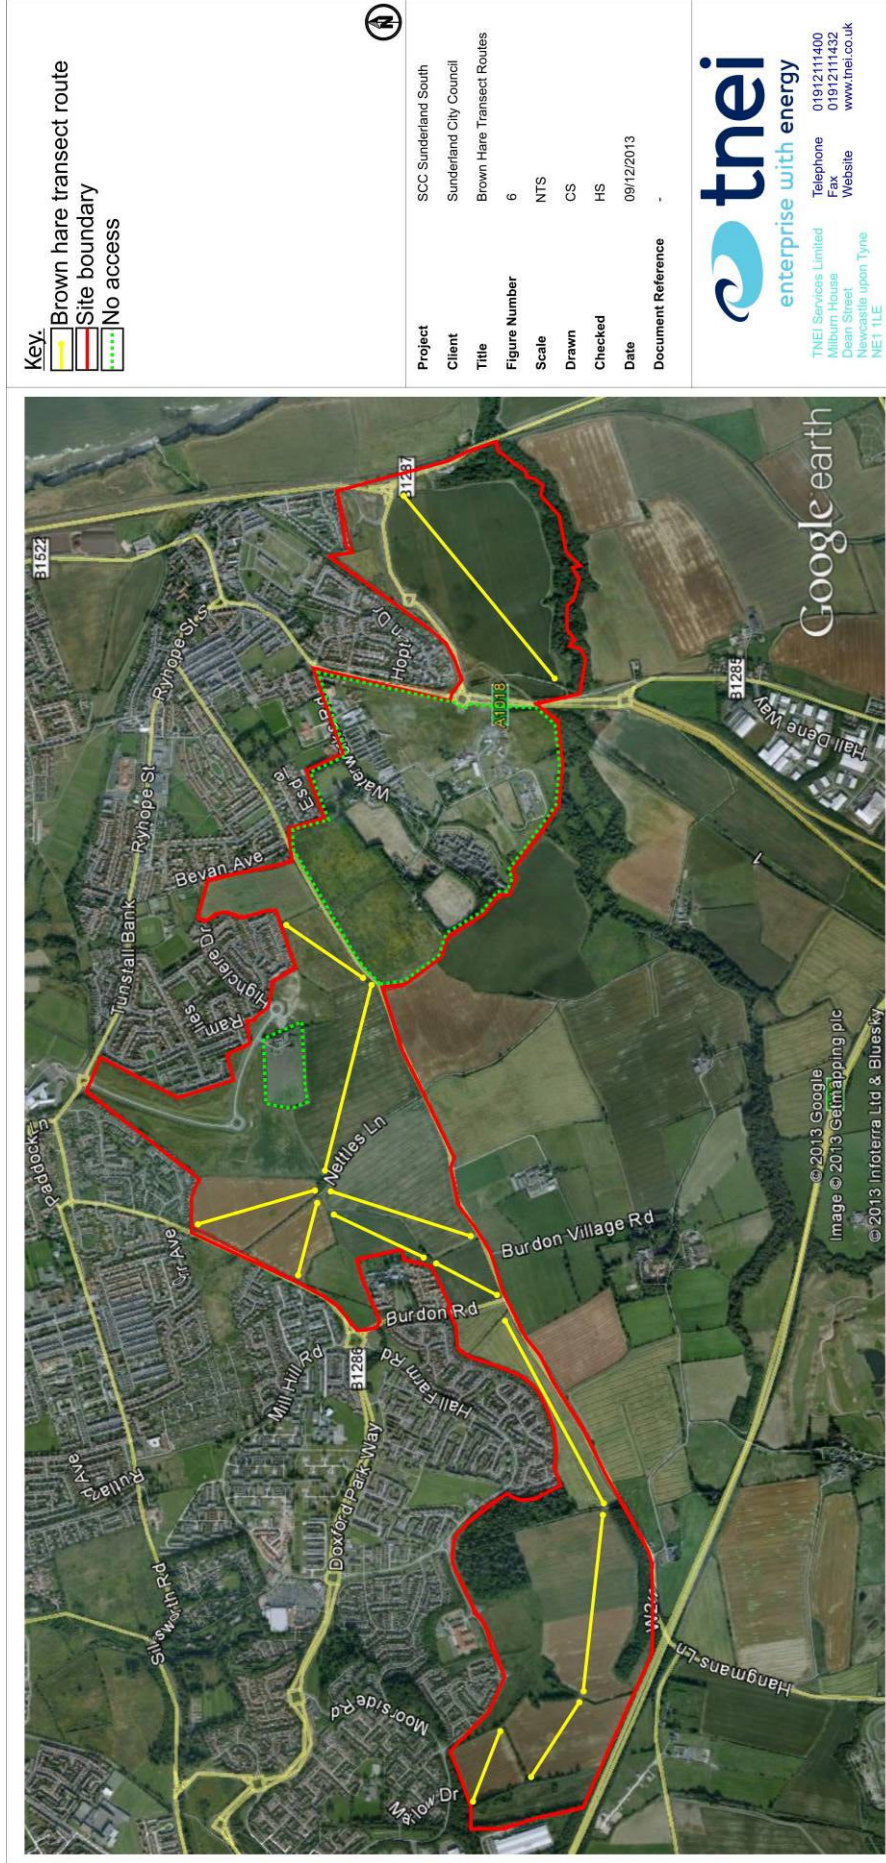 Key.
Brown hare transect route
Site boundary
No access
N
Project SCC Sunderland South
Client Sunderland City Council
Title Brown Hare Transect Routes
Figure Number 6
Scale NTS
Drawn CS
Checked HS
Date 09/12/2013
Document Reference -
tnei
enterprise with energy
TNEI Services Limited
Milburn House
Dean Street
Newcastle upon Tyne
NE1 1LE
Telephone 01912111400
Fax 01912111432
Website www.tnei.co.uk
B1522
Ryhope St S
Ryhope St
Tunstall Bank
Paddock Ln
Bevan Ave
Highclere Dr
B1287
A1018
B1285
Hall Dene Way
1
Nettles Ln
Burdon Village Rd
Burdon Rd
B1286
Mill Hill Rd
Hall Farm Rd
Doxford Park Way
Silksworth Rd
Moorside Rd
Hangmans Ln
Google earth
© 2013 Google
Image © 2013 Getmapping plc
© 2013 Infoterra Ltd & Bluesky